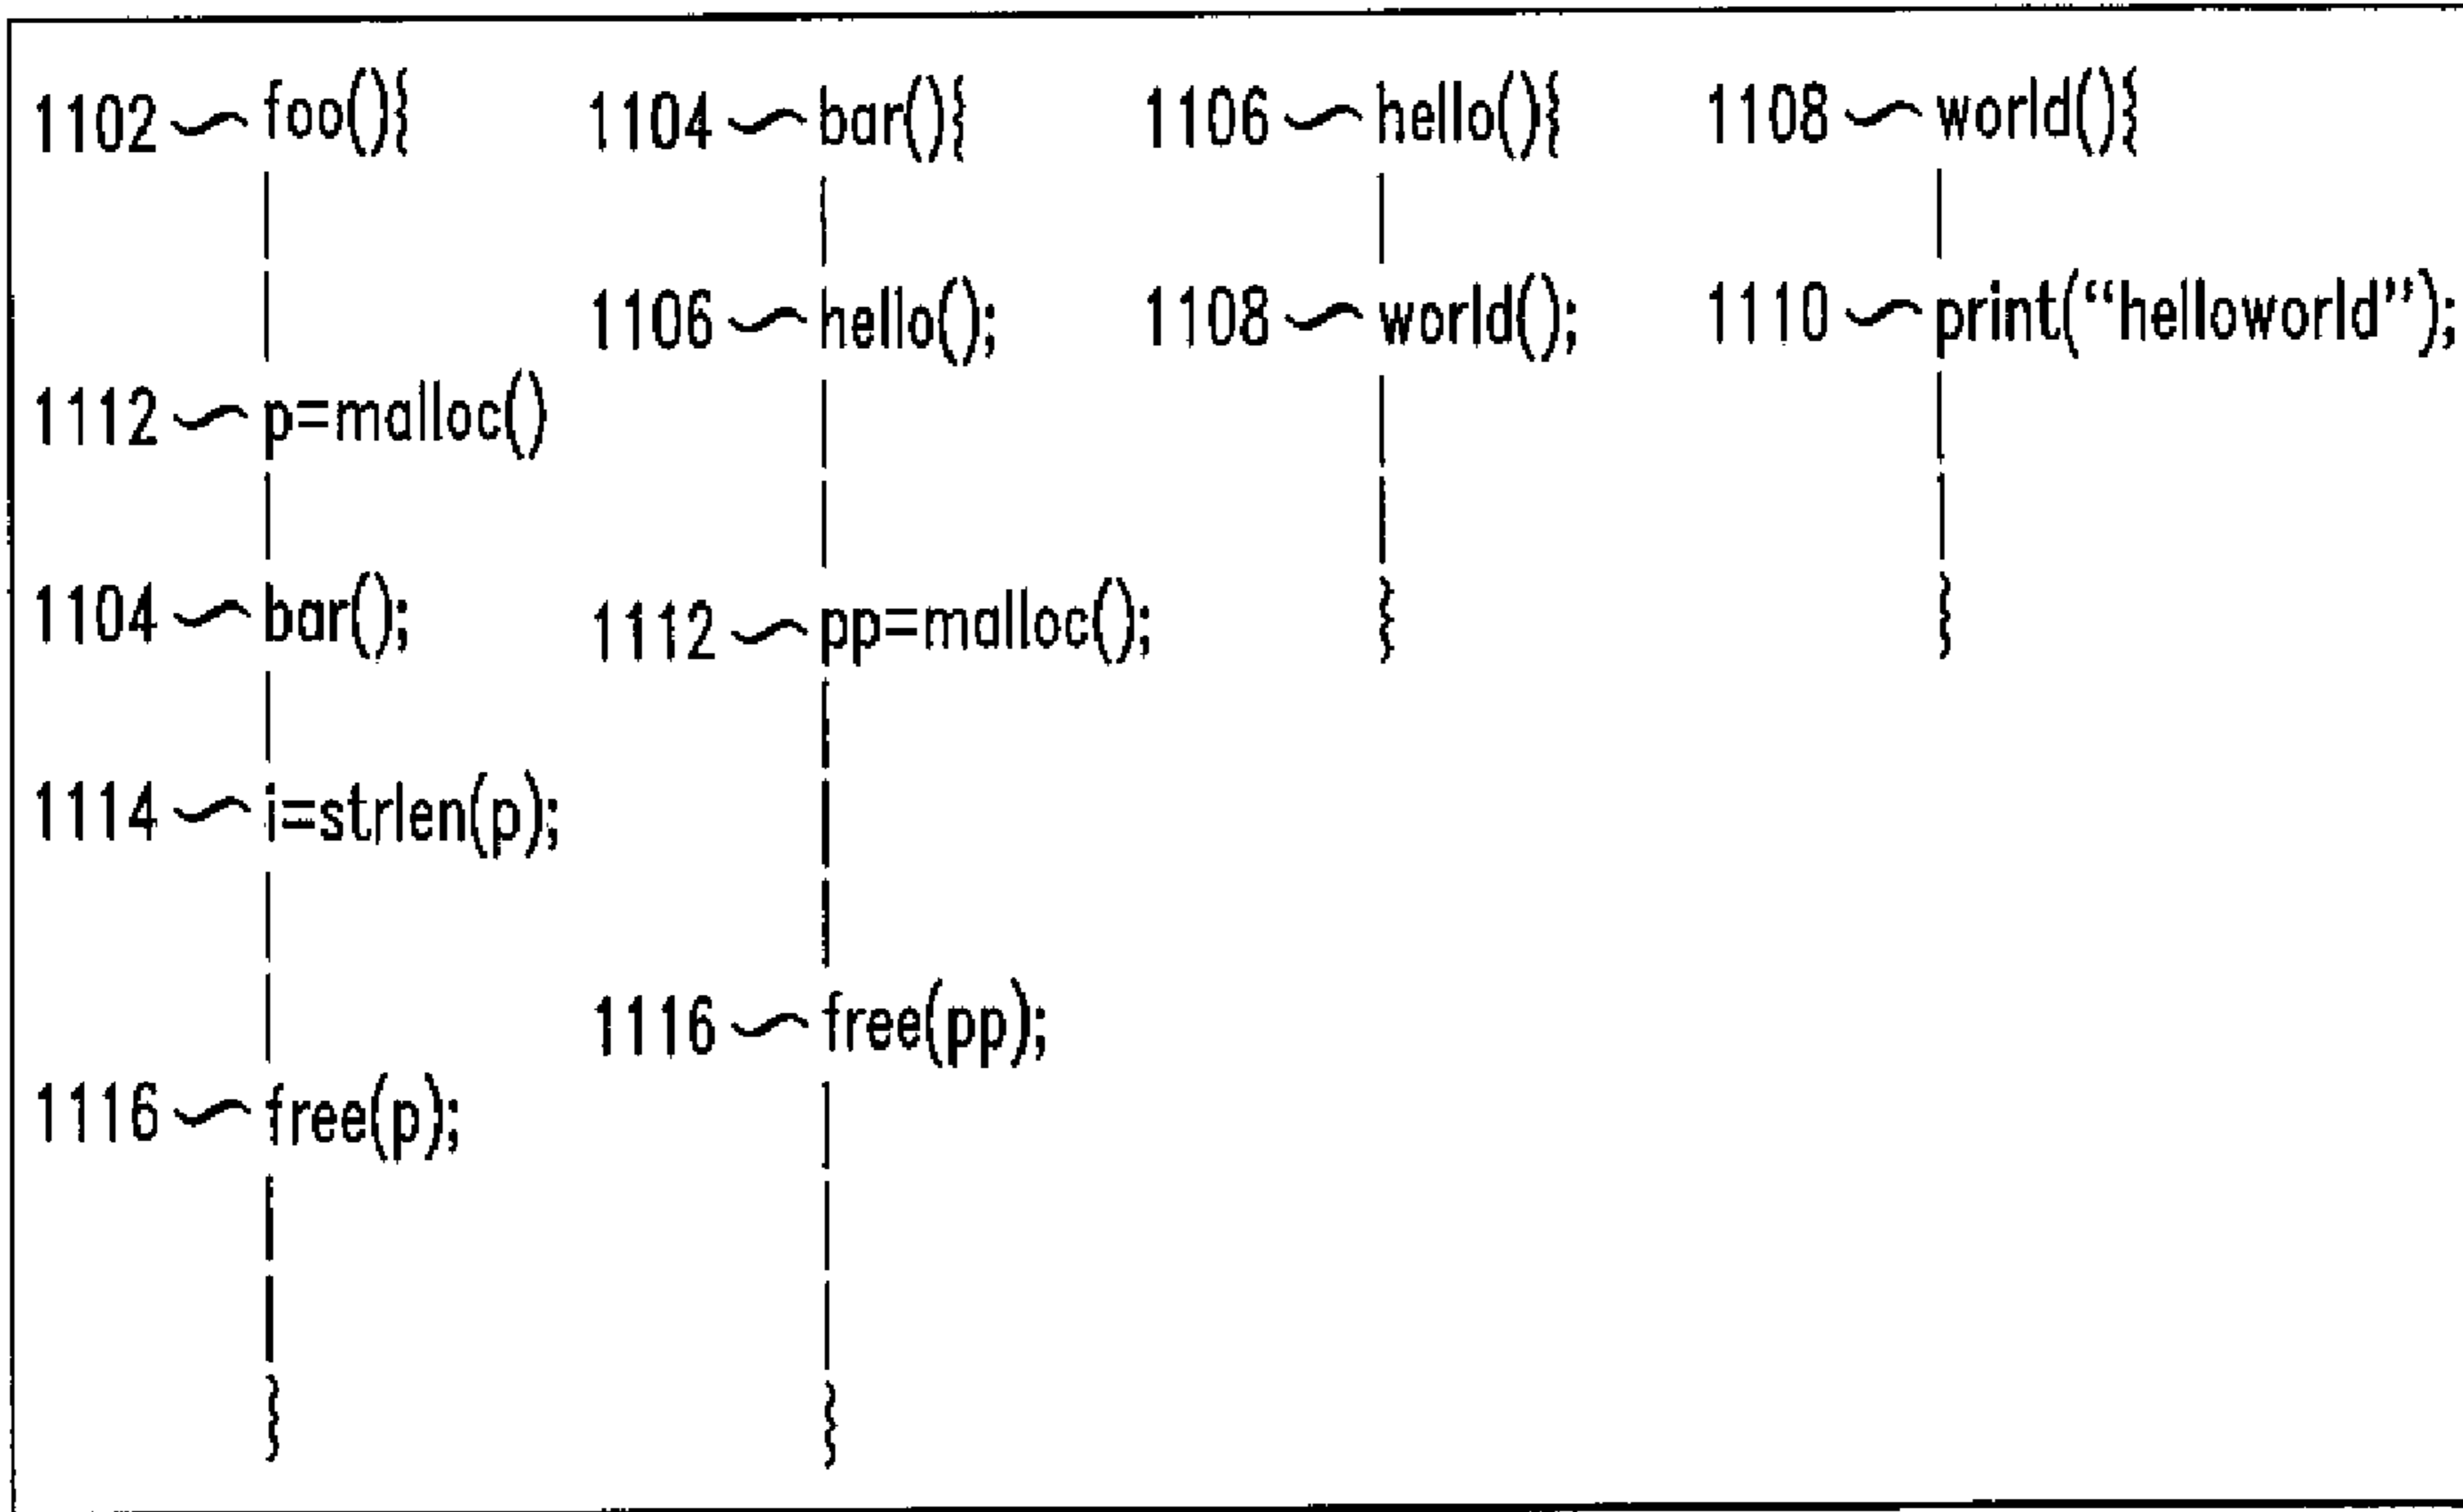 1102 foo(){
1112 p=malloc()
1104 bar();
1114 i=strlen(p);
1116 free(p);
}
1104 bar(){
1106 hello();
1112 pp=malloc();
1116 free(pp);
}
1106 hello(){
1108 world();
}
1108 world(){
1110 print(“helloworld”);
}